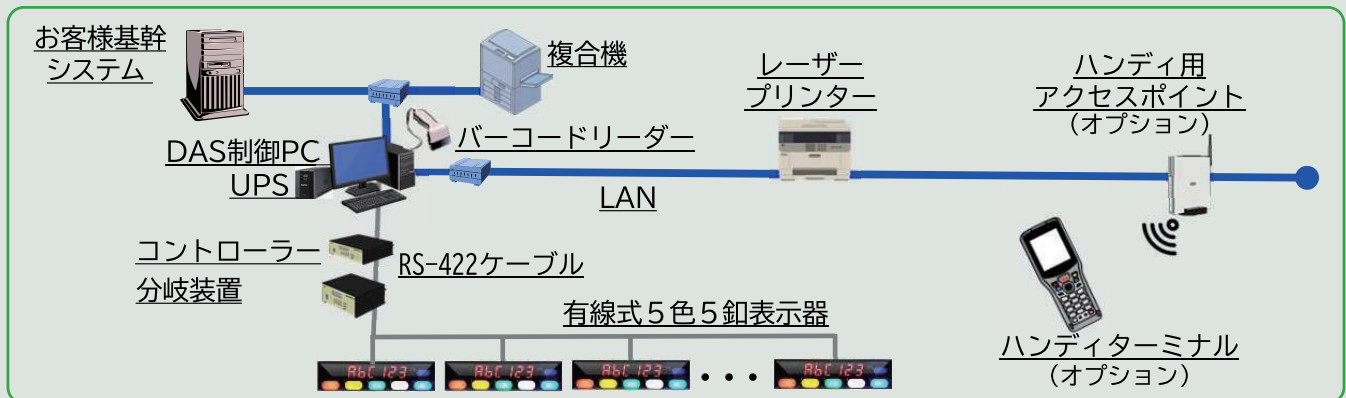 お客様基幹
システム
複合機
レーザー
プリンター
ハンディ用
アクセスポイント
（オプション）
バーコードリーダー
DAS制御PC
UPS
LAN
コントローラー
RS-422ケーブル
分岐装置
有線式５色５釦表示器
ハンディターミナル
（オプション）
AbC 123
AbC 123
AbC 123
・・・
AbC 123